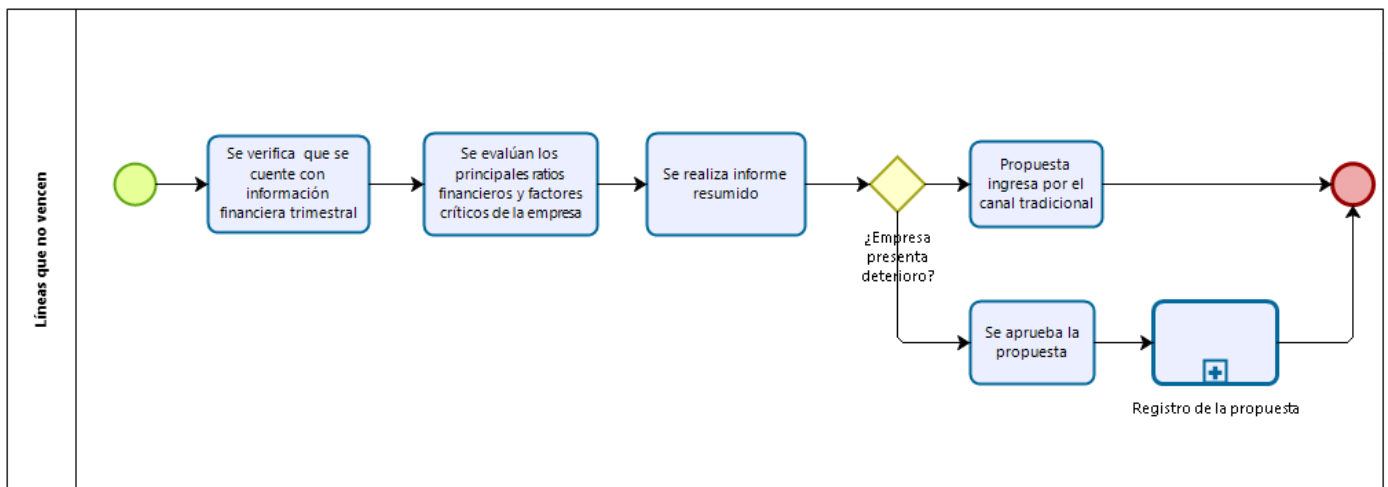 Líneas que no vencen
Se verifica que se
cuente con
información
financiera trimestral
Se evalúan los
principales ratios
financieros y factores
críticos de la empresa
Se realiza informe
resumido
¿Empresa
presenta
deterioro?
Propuesta
ingresa por el
canal tradicional
Se aprueba la
propuesta
Registro de la propuesta